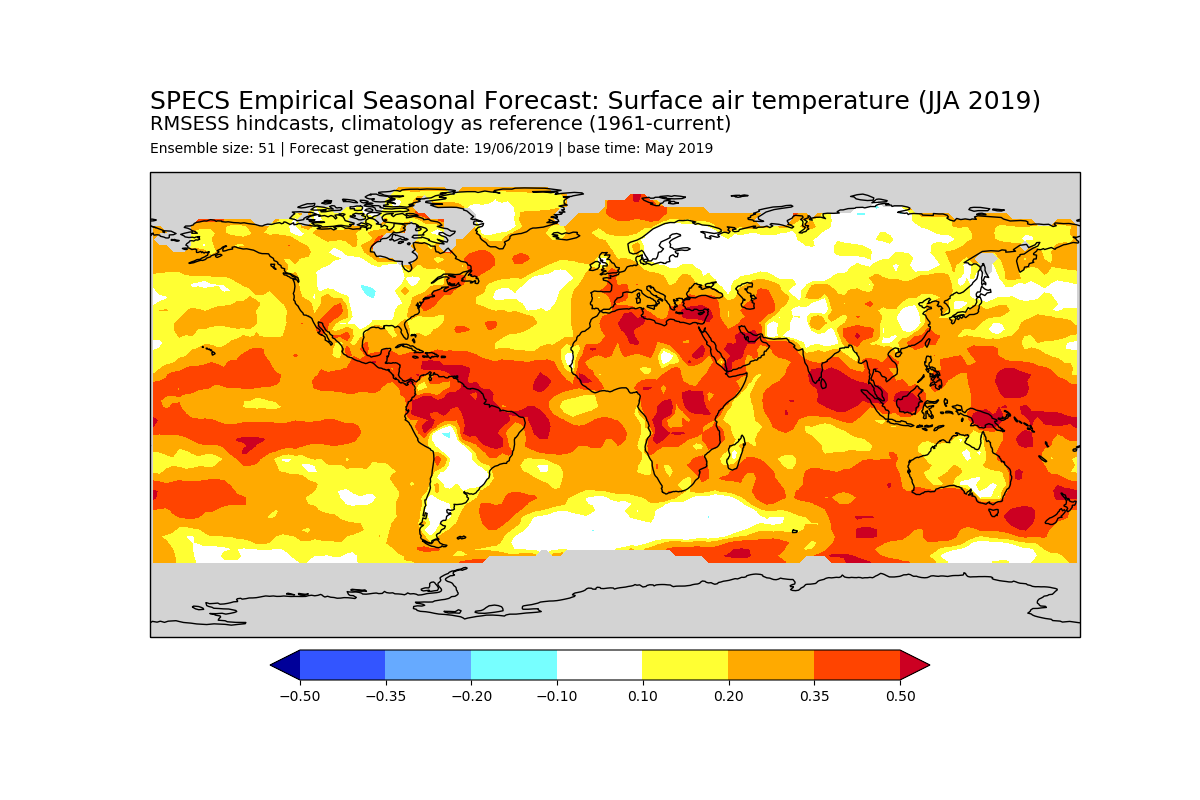 SPECS Empirical Seasonal Forecast: Surface air temperature (JJA 2019)
RMSESS hindcasts, climatology as reference (1961-current)
Ensemble size: 51 | Forecast generation date: 19/06/2019 | base time: May 2019
−0.50 −0.35 −0.20 −0.10 0.10 0.20 0.35 0.50